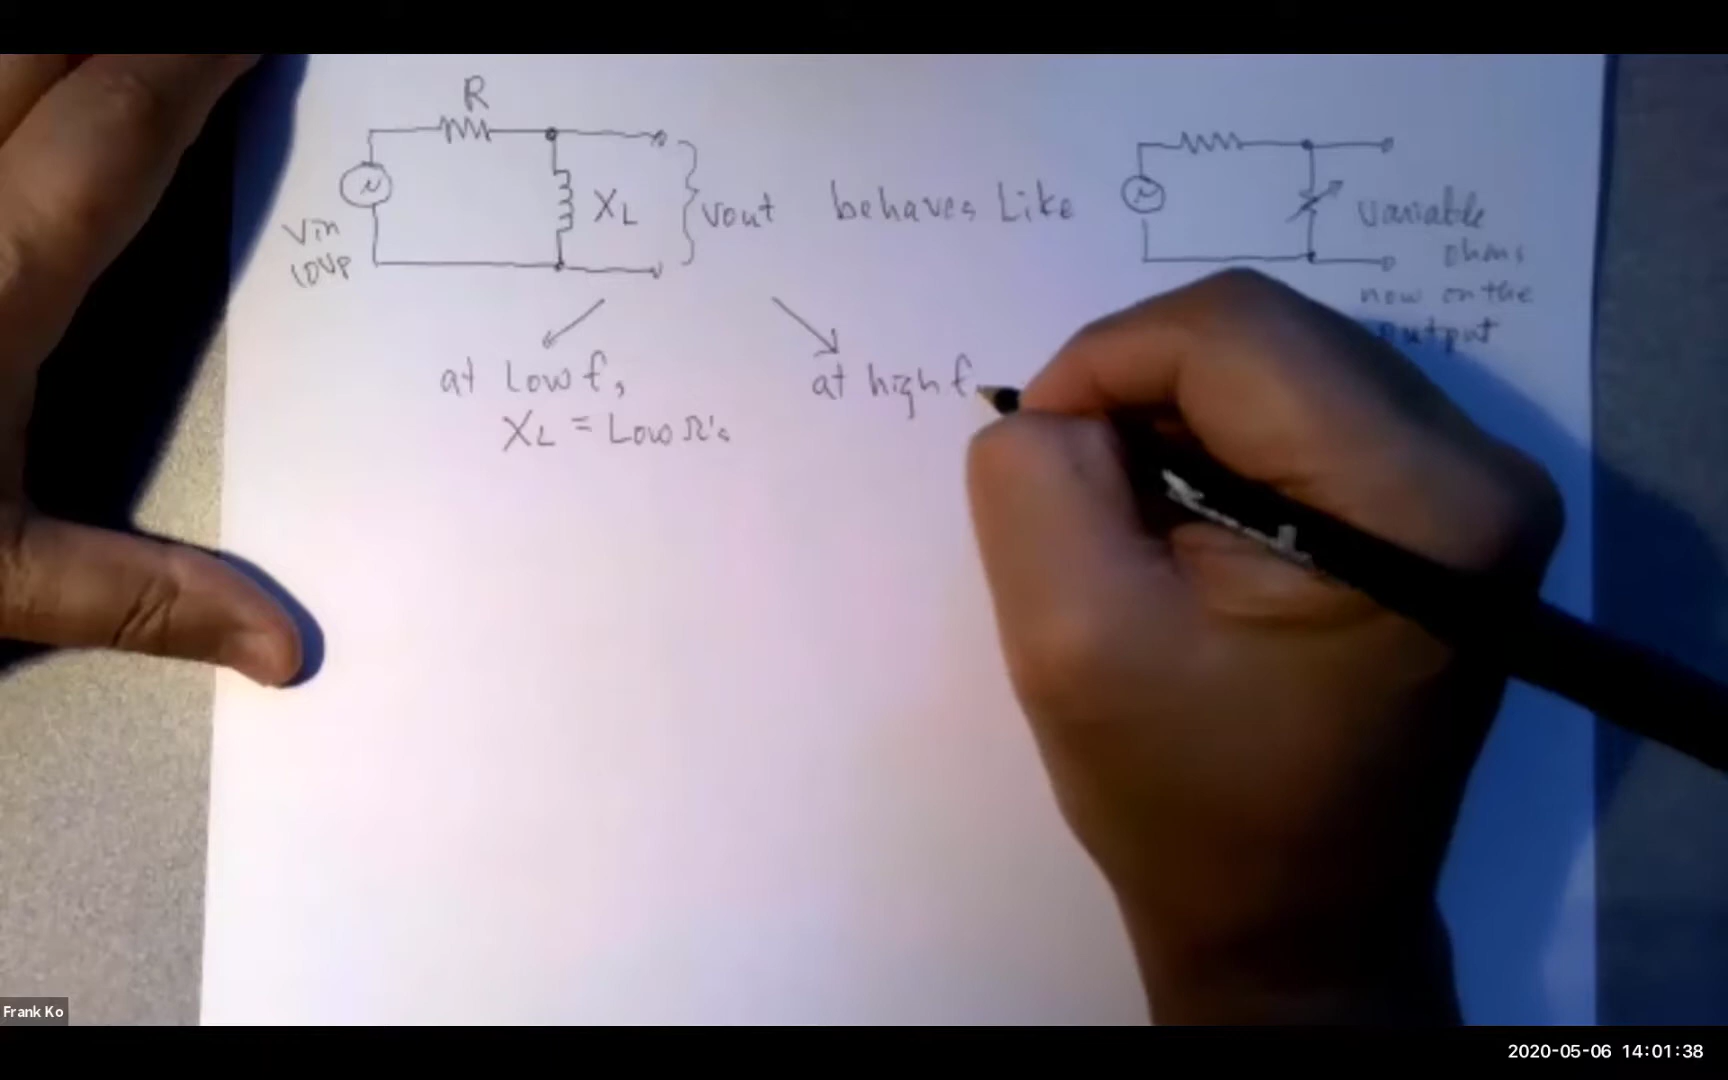 R
Vin
10Vp
XL
Vout
behaves Like
variable
ohms
now on the
output
at Low f,
XL = Low Ω's
at high f
Frank Ko
2020-05-06 14:01:38